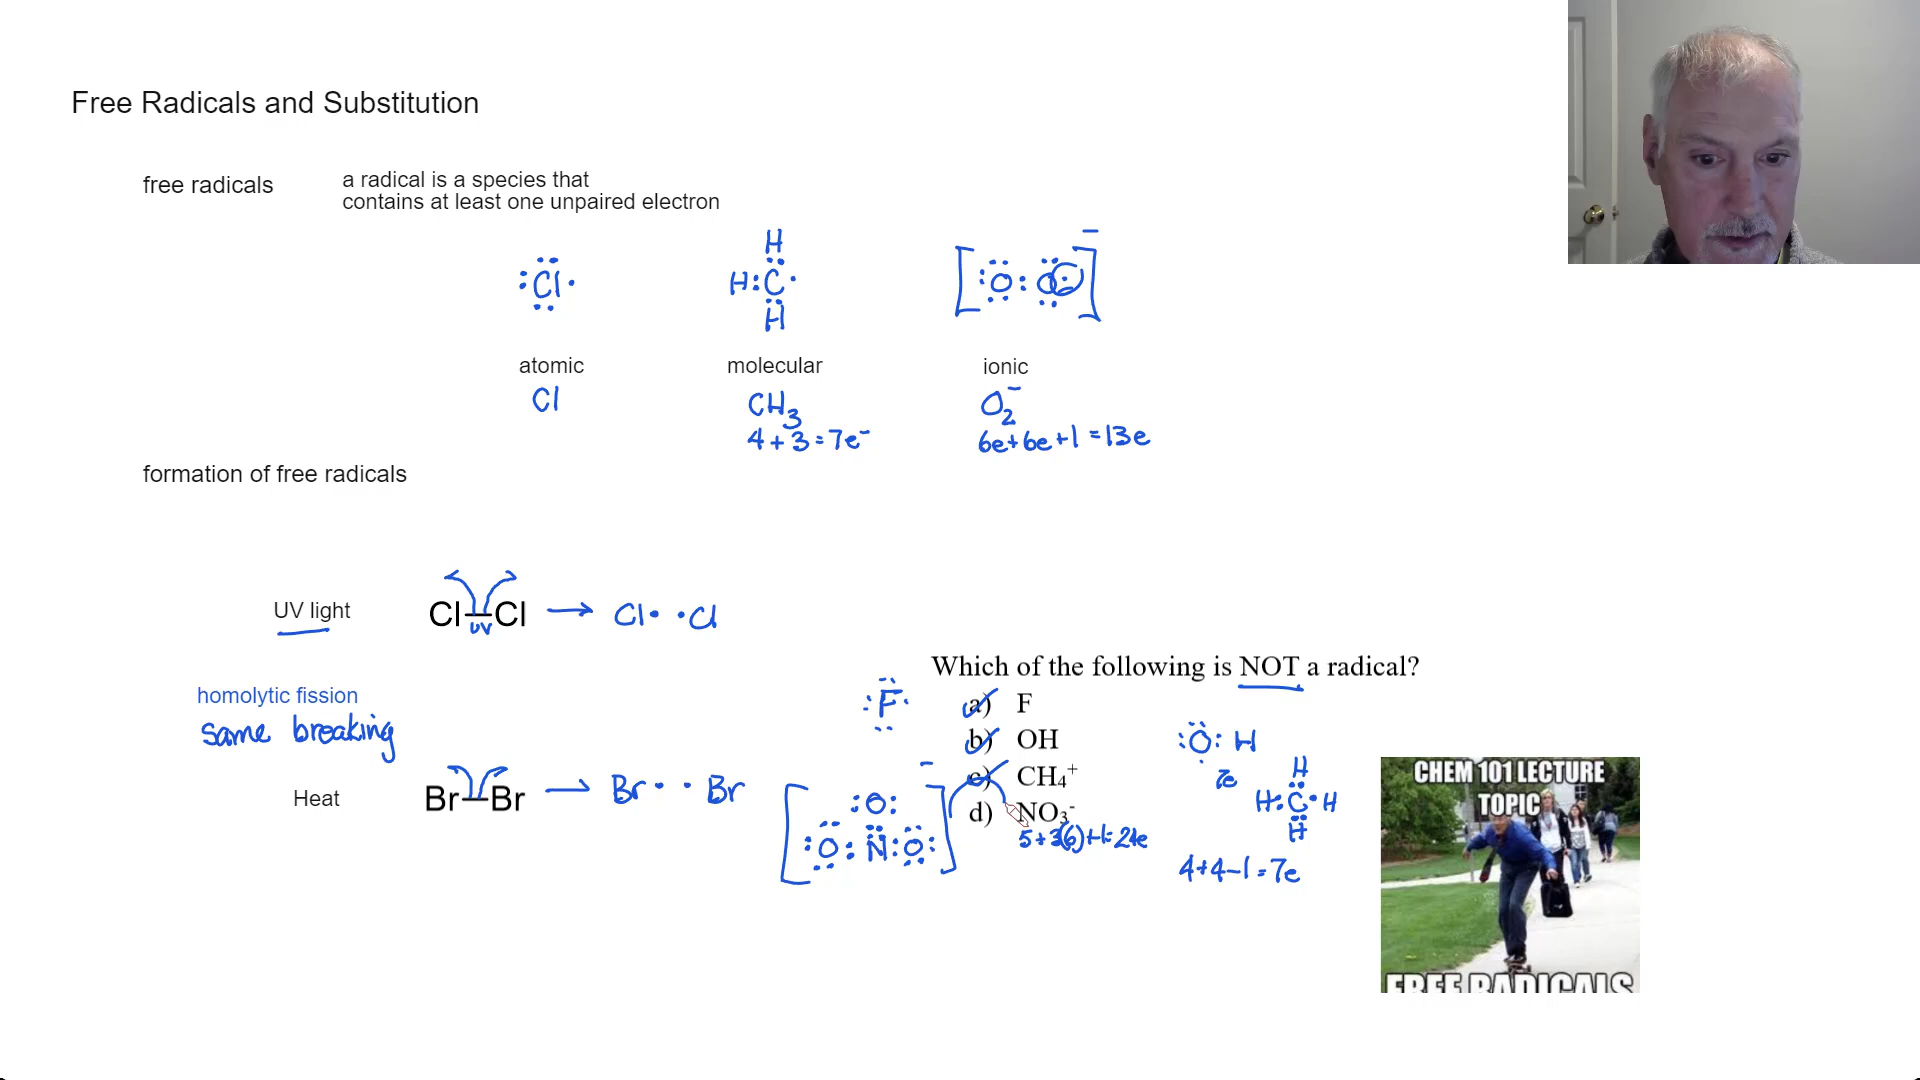 Free Radicals and Substitution
free radicals
a radical is a species that
contains at least one unpaired electron
:Cl·
H
H:C·
H
[:O:O:]⁻
atomic
molecular
ionic
Cl
CH₃
O₂⁻
4+3=7e⁻
6e+6e+1=13e
formation of free radicals
UV light
Cl—Cl → Cl· ·Cl
UV
homolytic fission
same breaking
Heat
Br—Br → Br· ·Br
Which of the following is NOT a radical?
a) F
b) OH
c) CH₄⁺
d) NO₃⁻
5+3(6)+1=24e
:F·
:O:
[:O:N:O:]⁻
:O:H
7e
H
H:C·H
H
4+4-1=7e
CHEM 101 LECTURE
TOPIC
FREE RADICALS